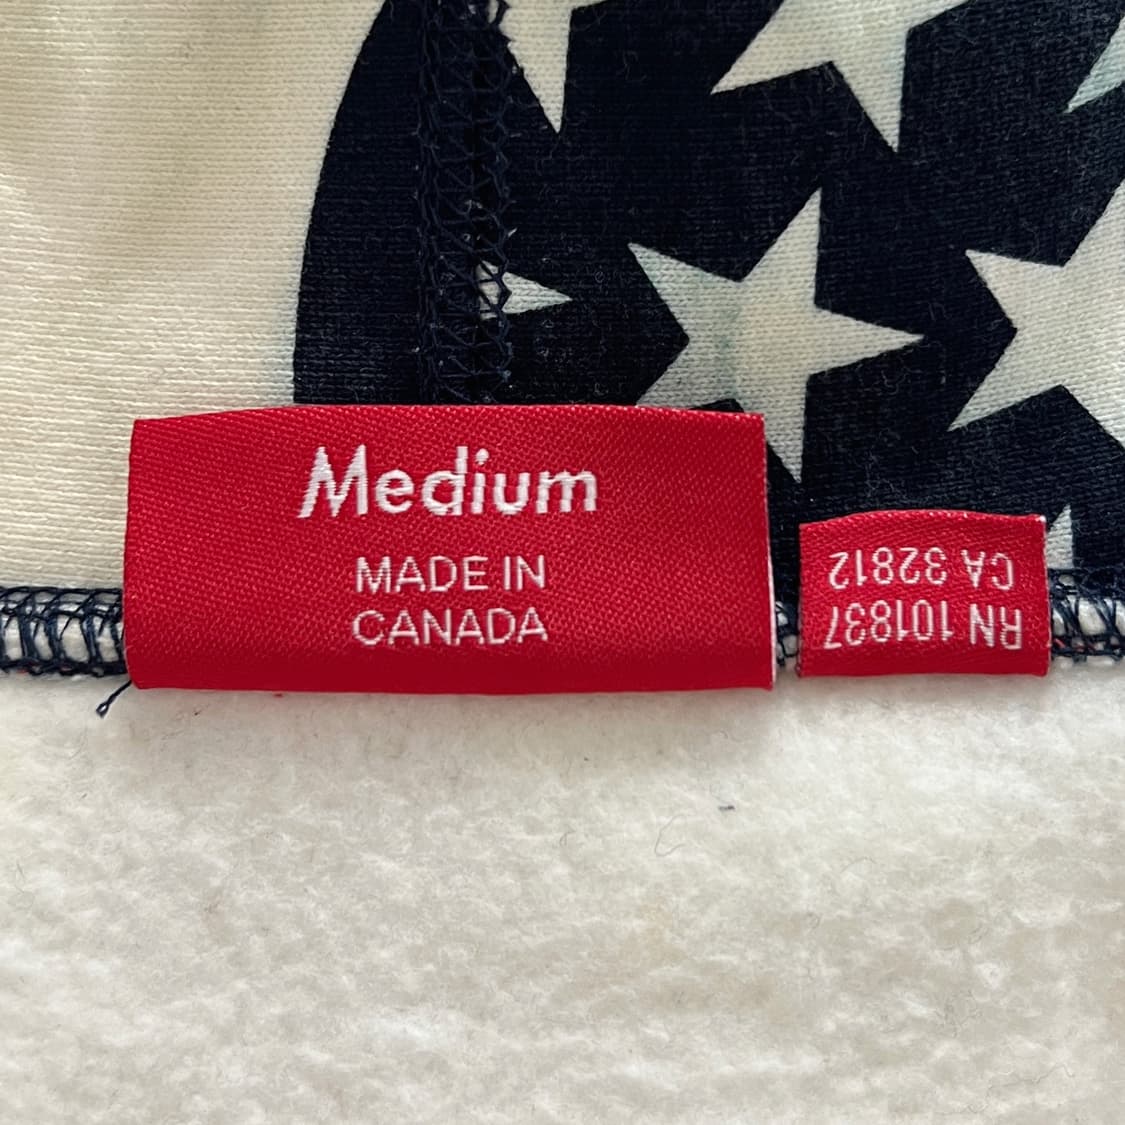 Medium
MADE IN
CANADA
RN 101837
CA 32812